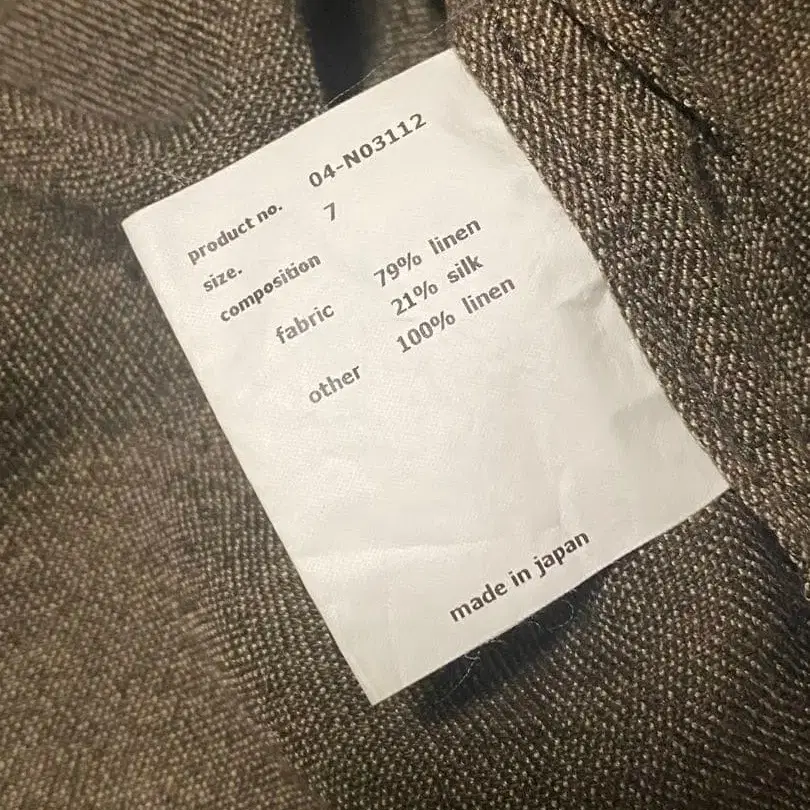 product no. 04-N03112
size. 7
composition
fabric 79% linen
21% silk
other 100% linen
made in japan